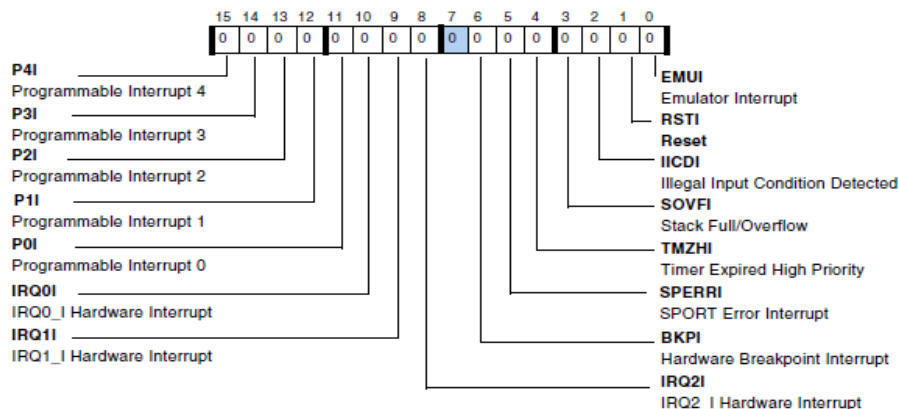 15 14 13 12 11 10 9 8 7 6 5 4 3 2 1 0
0 0 0 0 0 0 0 0 0 0 0 0 0 0 0 0
P4I
Programmable Interrupt 4
P3I
Programmable Interrupt 3
P2I
Programmable Interrupt 2
P1I
Programmable Interrupt 1
P0I
Programmable Interrupt 0
IRQ0I
IRQ0_I Hardware Interrupt
IRQ1I
IRQ1_I Hardware Interrupt
EMUI
Emulator Interrupt
RSTI
Reset
IICDI
Illegal Input Condition Detected
SOVFI
Stack Full/Overflow
TMZHI
Timer Expired High Priority
SPERRI
SPORT Error Interrupt
BKPI
Hardware Breakpoint Interrupt
IRQ2I
IRQ2_I Hardware Interrupt